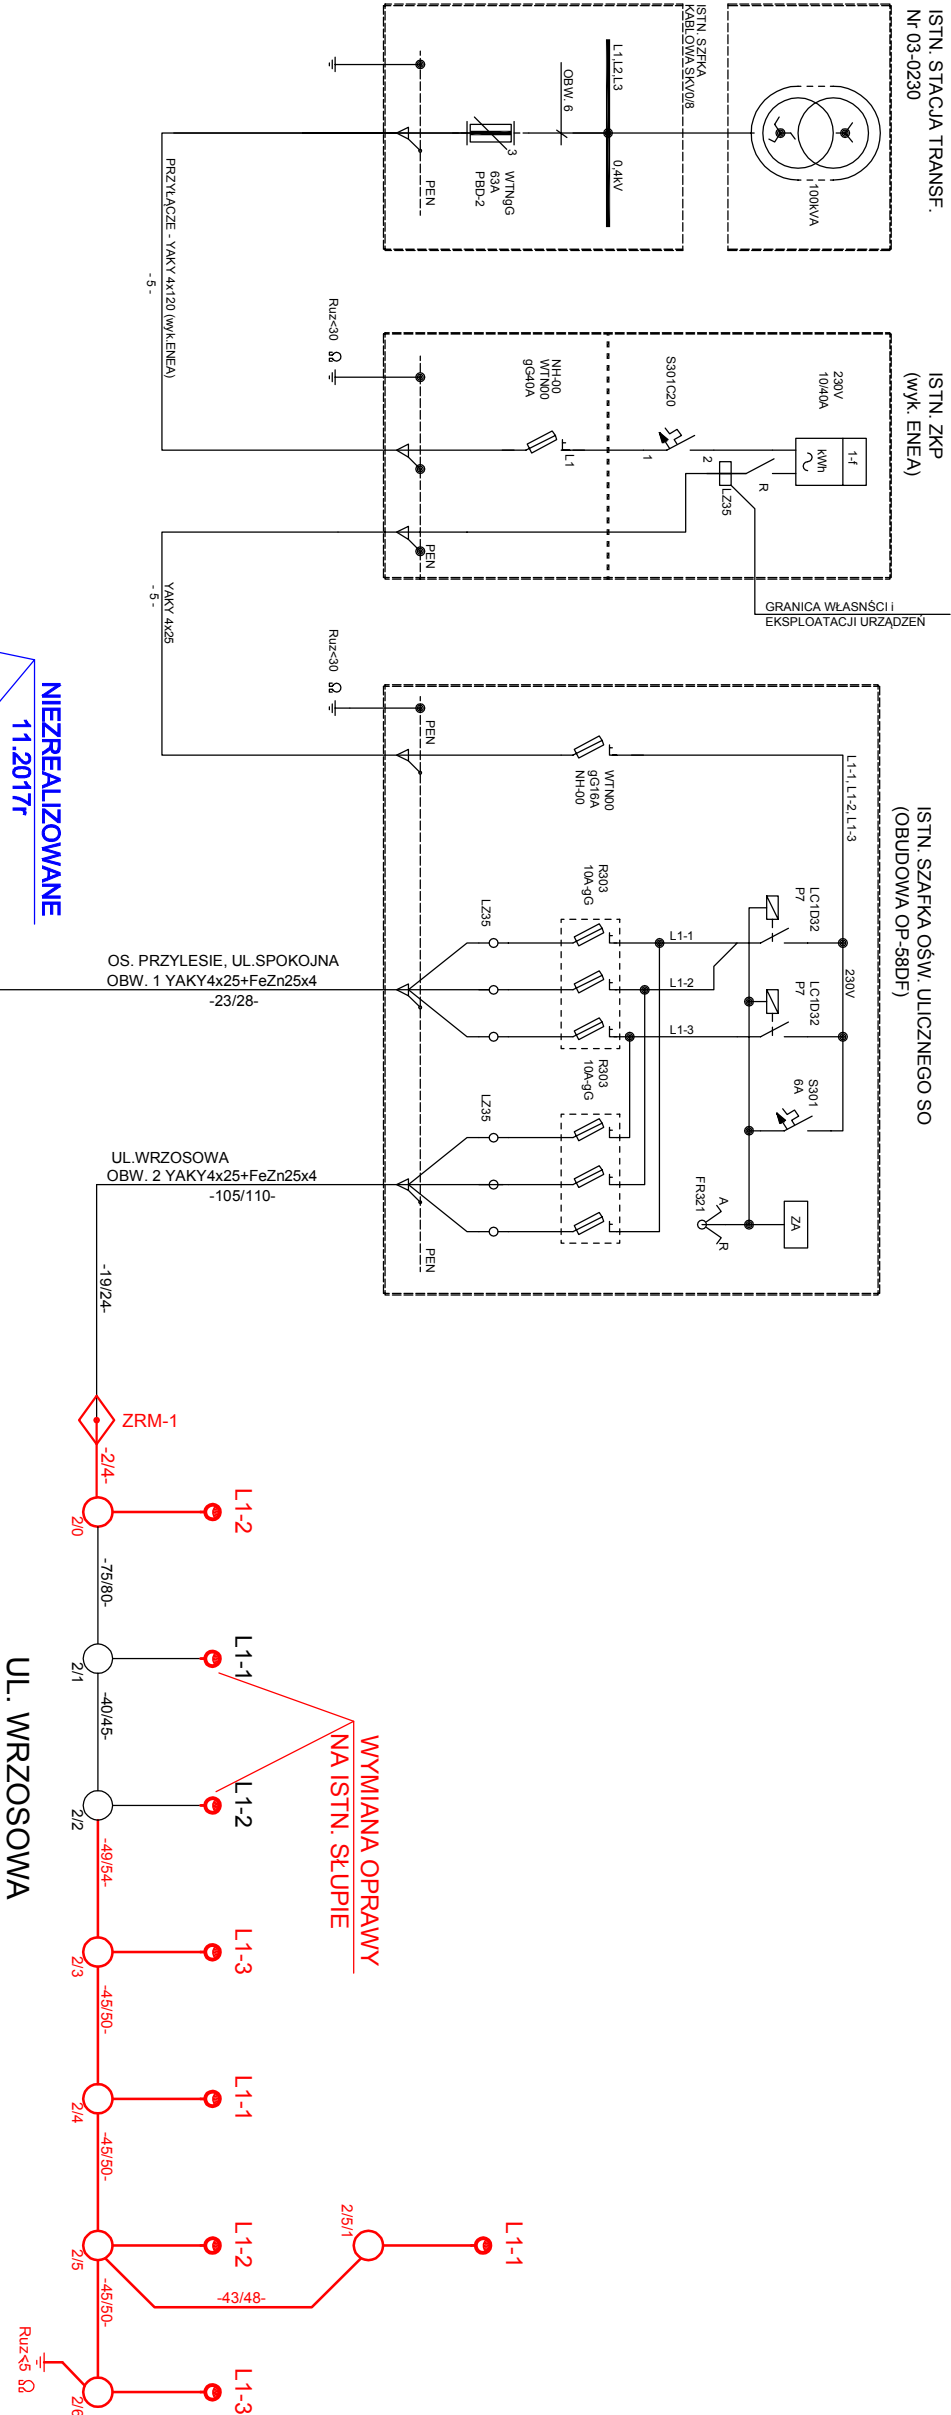 ISTN. STACJA TRANSF.
Nr 03-0230
100kVA
ISTN. SZFKA
KABLOWA SKV0/8
L1,L2,L3
0,4kV
OBW. 6
3
WTNgG
63A
PBD-2
PEN
PRZYŁĄCZE - YAKY 4x120 (wyk.ENEA)
- 5 -
ISTN. ZKP
(wyk. ENEA)
230V
10/40A
1-f
kWh
S301C20
1
2
R
LZ35
L1
NH-00
WTN00
gG40A
PEN
Ruz<30 Ω
GRANICA WŁASNŚCI i
EKSPLOATACJI URZĄDZEŃ
YAKY 4x25
- 5 -
ISTN. SZAFKA OŚW. ULICZNEGO SO
(OBUDOWA OP-58DF)
L1-1, L1-2, L1-3
230V
LC1D32
P7
LC1D32
P7
S301
6A
ZA
A
R
FR321
WTN00
gG16A
NH-00
L1-1
L1-2
L1-3
R303
10A-gG
R303
10A-gG
LZ35
LZ35
PEN
PEN
Ruz<30 Ω
NIEZREALIZOWANE
11.2017r
OS. PRZYLESIE, UL.SPOKOJNA
OBW. 1 YAKY4x25+FeZn25x4
-23/28-
UL.WRZOSOWA
OBW. 2 YAKY4x25+FeZn25x4
-105/110-
-19/24-
ZRM-1
-2/4-
2/0
L1-2
-75/80-
2/1
L1-1
-40/45-
2/2
L1-2
WYMIANA OPRAWY
NA ISTN. SŁUPIE
-49/54-
2/3
L1-3
-45/50-
2/4
L1-1
-45/50-
2/5
L1-2
-43/48-
2/5/1
L1-1
-45/50-
2/6
L1-3
Ruz<5 Ω
UL. WRZOSOWA